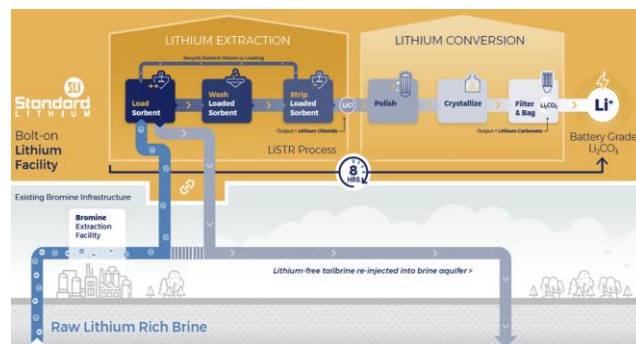 LITHIUM EXTRACTION
LITHIUM CONVERSION
Recycle Sorbent Return to Loading
SLI
Standard
LITHIUM
Bolt-on
Lithium
Facility
Load
Sorbent
Wash
Loaded
Sorbent
Strip
Loaded
Sorbent
LiCl
Output = Lithium Chloride
LiSTR Process
Polish
Crystallize
Filter
& Bag
Li₂CO₃
Output = Lithium Carbonate
Li⁺
Battery Grade
Li₂CO₃
8
HRS
Existing Bromine Infrastructure
Bromine
Extraction
Facility
Lithium-free tailbrine re-injected into brine aquifer >
Raw Lithium Rich Brine